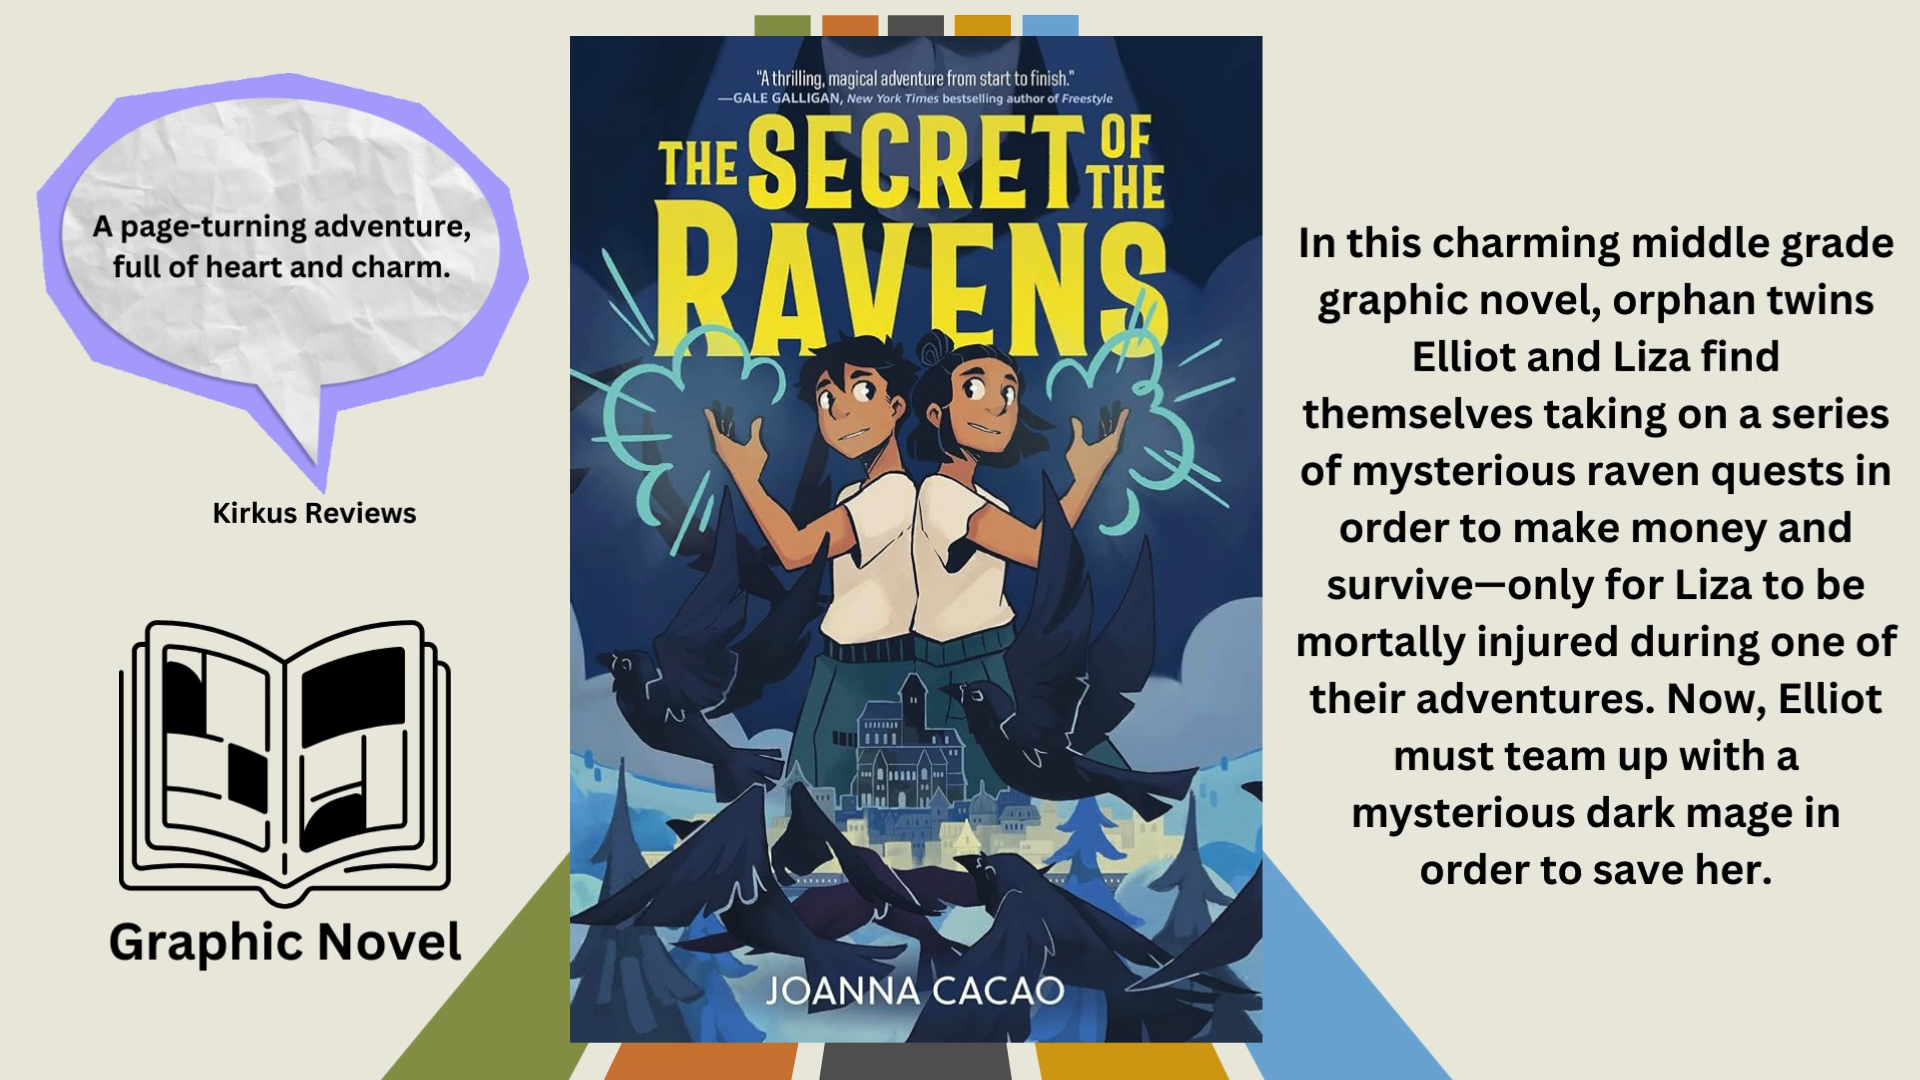 A page-turning adventure,
full of heart and charm.
Kirkus Reviews
Graphic Novel
"A thrilling, magical adventure from start to finish."
—GALE GALLIGAN, New York Times bestselling author of Freestyle
THE SECRET OF THE
RAVENS
JOANNA CACAO
In this charming middle grade
graphic novel, orphan twins
Elliot and Liza find
themselves taking on a series
of mysterious raven quests in
order to make money and
survive—only for Liza to be
mortally injured during one of
their adventures. Now, Elliot
must team up with a
mysterious dark mage in
order to save her.